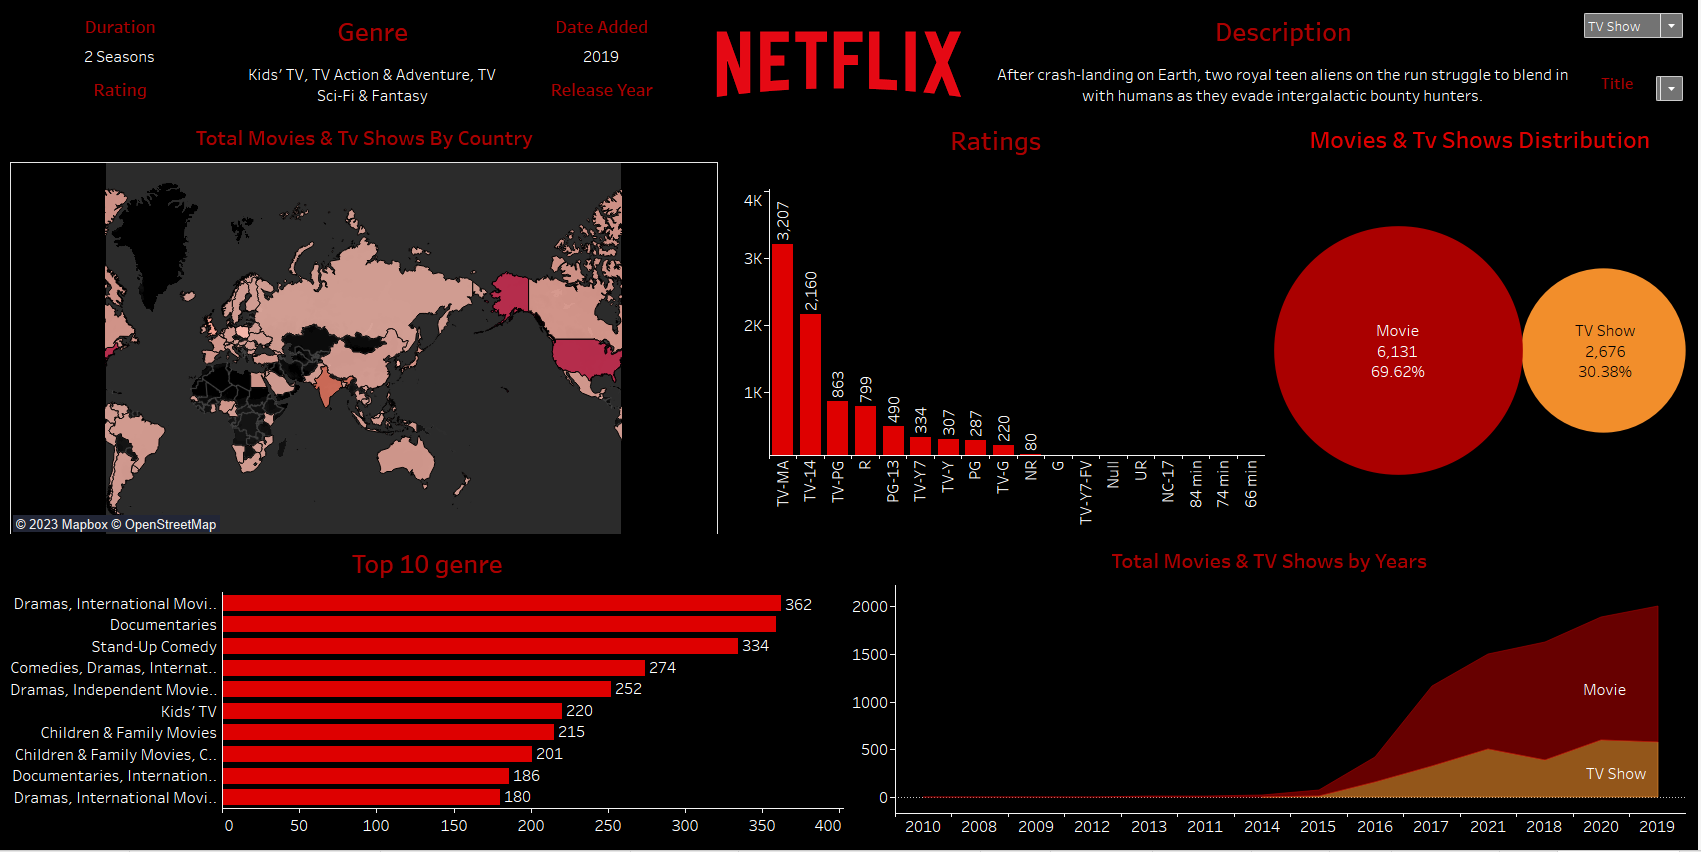 Duration
2 Seasons
Rating
Genre
Kids' TV, TV Action & Adventure, TV
Sci-Fi & Fantasy
Date Added
2019
Release Year
NETFLIX
Description
After crash-landing on Earth, two royal teen aliens on the run struggle to blend in
with humans as they evade intergalactic bounty hunters.
TV Show
Title
Total Movies & Tv Shows By Country
© 2023 Mapbox © OpenStreetMap
Ratings
4K
3K
2K
1K
3,207
2,160
863
799
490
334
307
287
220
80
TV-MA
TV-14
TV-PG
R
PG-13
TV-Y7
TV-Y
PG
TV-G
NR
G
TV-Y7-FV
Null
UR
NC-17
84 min
74 min
66 min
Movies & Tv Shows Distribution
Movie
6,131
69.62%
TV Show
2,676
30.38%
Top 10 genre
Dramas, International Movi.. 362
Documentaries
Stand-Up Comedy 334
Comedies, Dramas, Internat.. 274
Dramas, Independent Movie.. 252
Kids' TV 220
Children & Family Movies 215
Children & Family Movies, C.. 201
Documentaries, Internation.. 186
Dramas, International Movi.. 180
0 50 100 150 200 250 300 350 400
Total Movies & TV Shows by Years
2000
1500
1000
500
0
Movie
TV Show
2010 2008 2009 2012 2013 2011 2014 2015 2016 2017 2021 2018 2020 2019